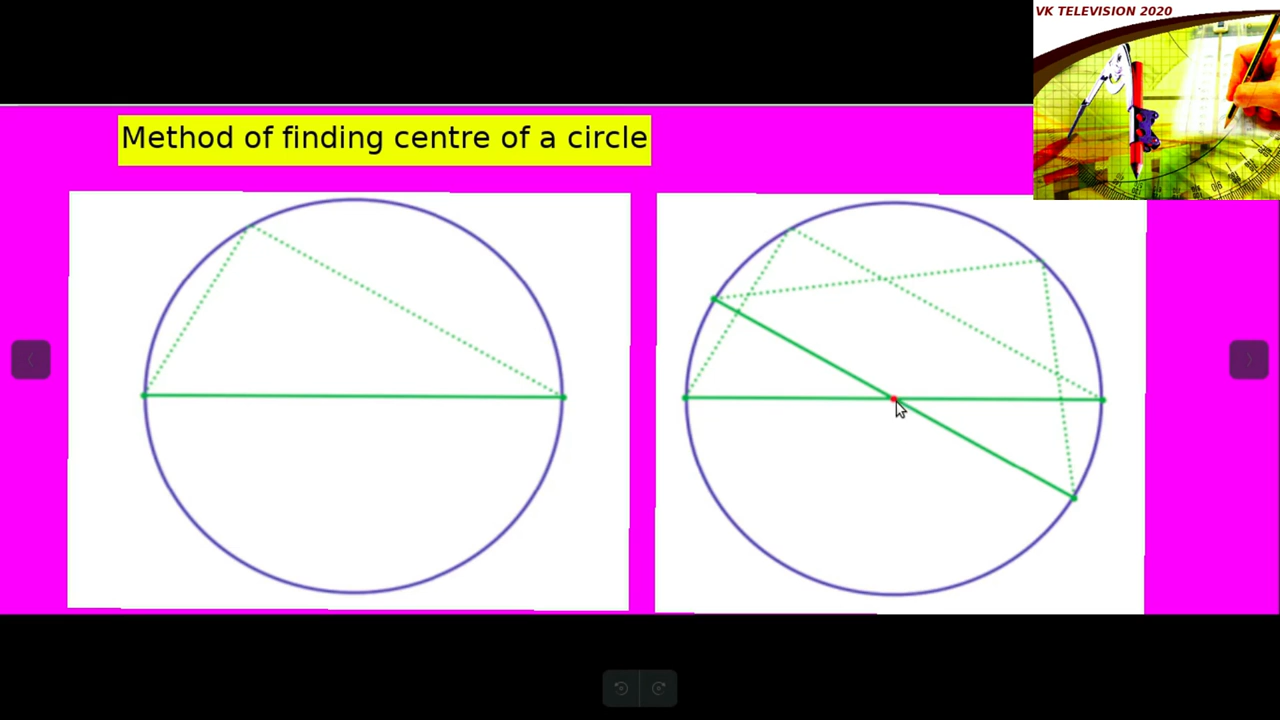 VK TELEVISION 2020
Method of finding centre of a circle